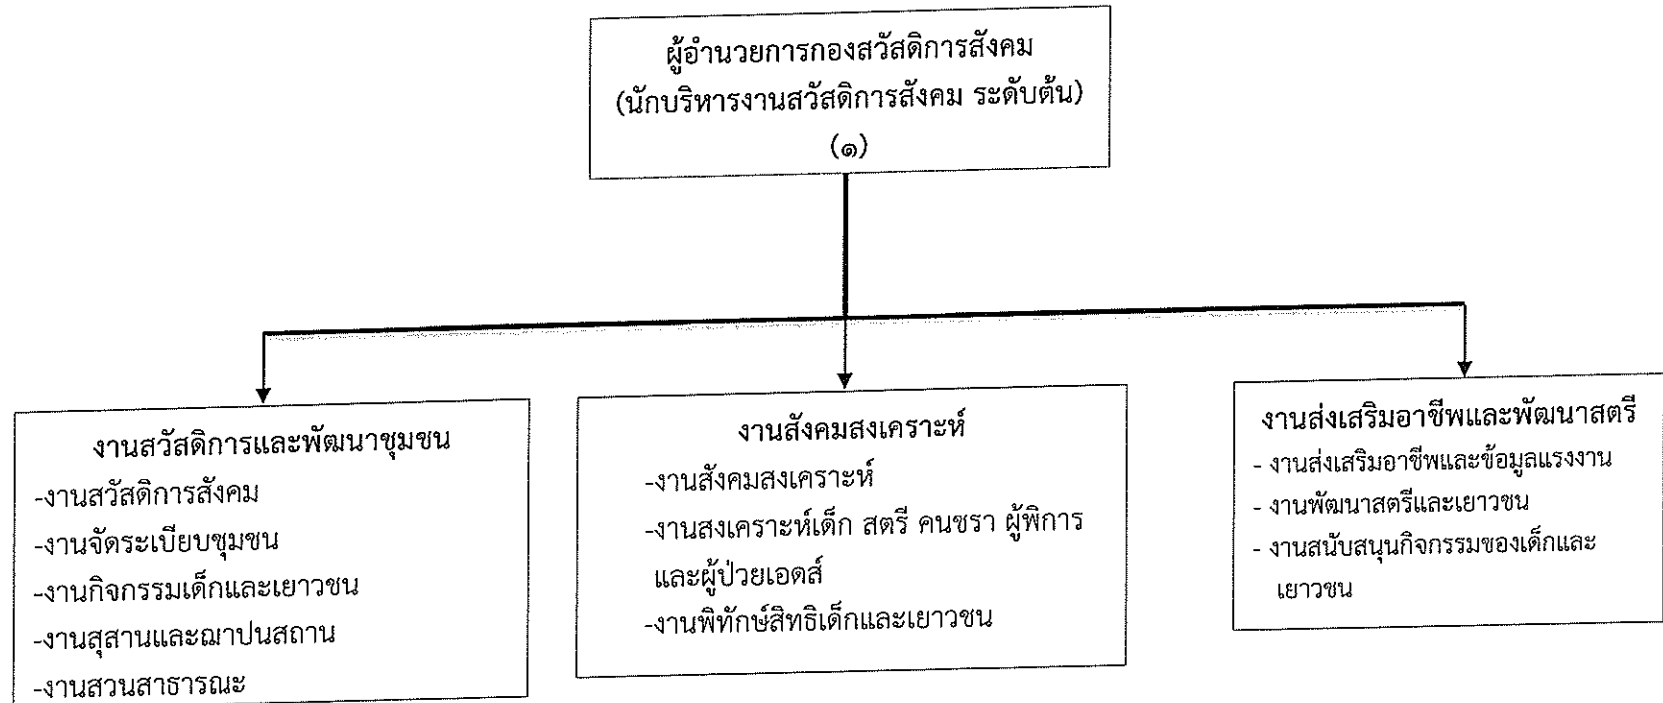 ผู้อำนวยการกองสวัสดิการสังคม
(นักบริหารงานสวัสดิการสังคม ระดับต้น)
(๑)
งานสวัสดิการและพัฒนาชุมชน
-งานสวัสดิการสังคม
-งานจัดระเบียบชุมชน
-งานกิจกรรมเด็กและเยาวชน
-งานสุสานและฌาปนสถาน
-งานสวนสาธารณะ
งานสังคมสงเคราะห์
-งานสังคมสงเคราะห์
-งานสงเคราะห์เด็ก สตรี คนชรา ผู้พิการ
และผู้ป่วยเอดส์
-งานพิทักษ์สิทธิเด็กและเยาวชน
งานส่งเสริมอาชีพและพัฒนาสตรี
- งานส่งเสริมอาชีพและข้อมูลแรงงาน
- งานพัฒนาสตรีและเยาวชน
- งานสนับสนุนกิจกรรมของเด็กและ
เยาวชน